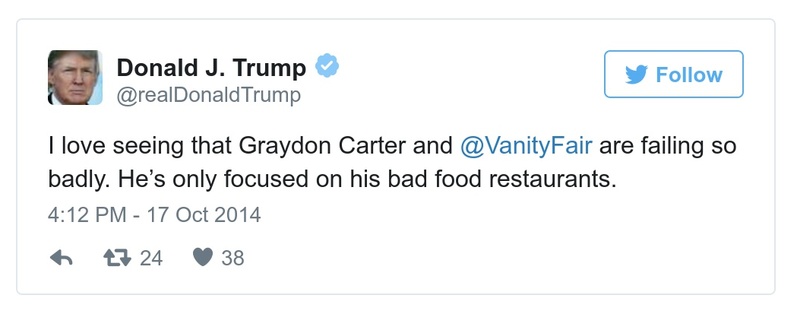 Donald J. Trump
@realDonaldTrump
Follow
I love seeing that Graydon Carter and @VanityFair are failing so
badly. He’s only focused on his bad food restaurants.
4:12 PM - 17 Oct 2014
24 38